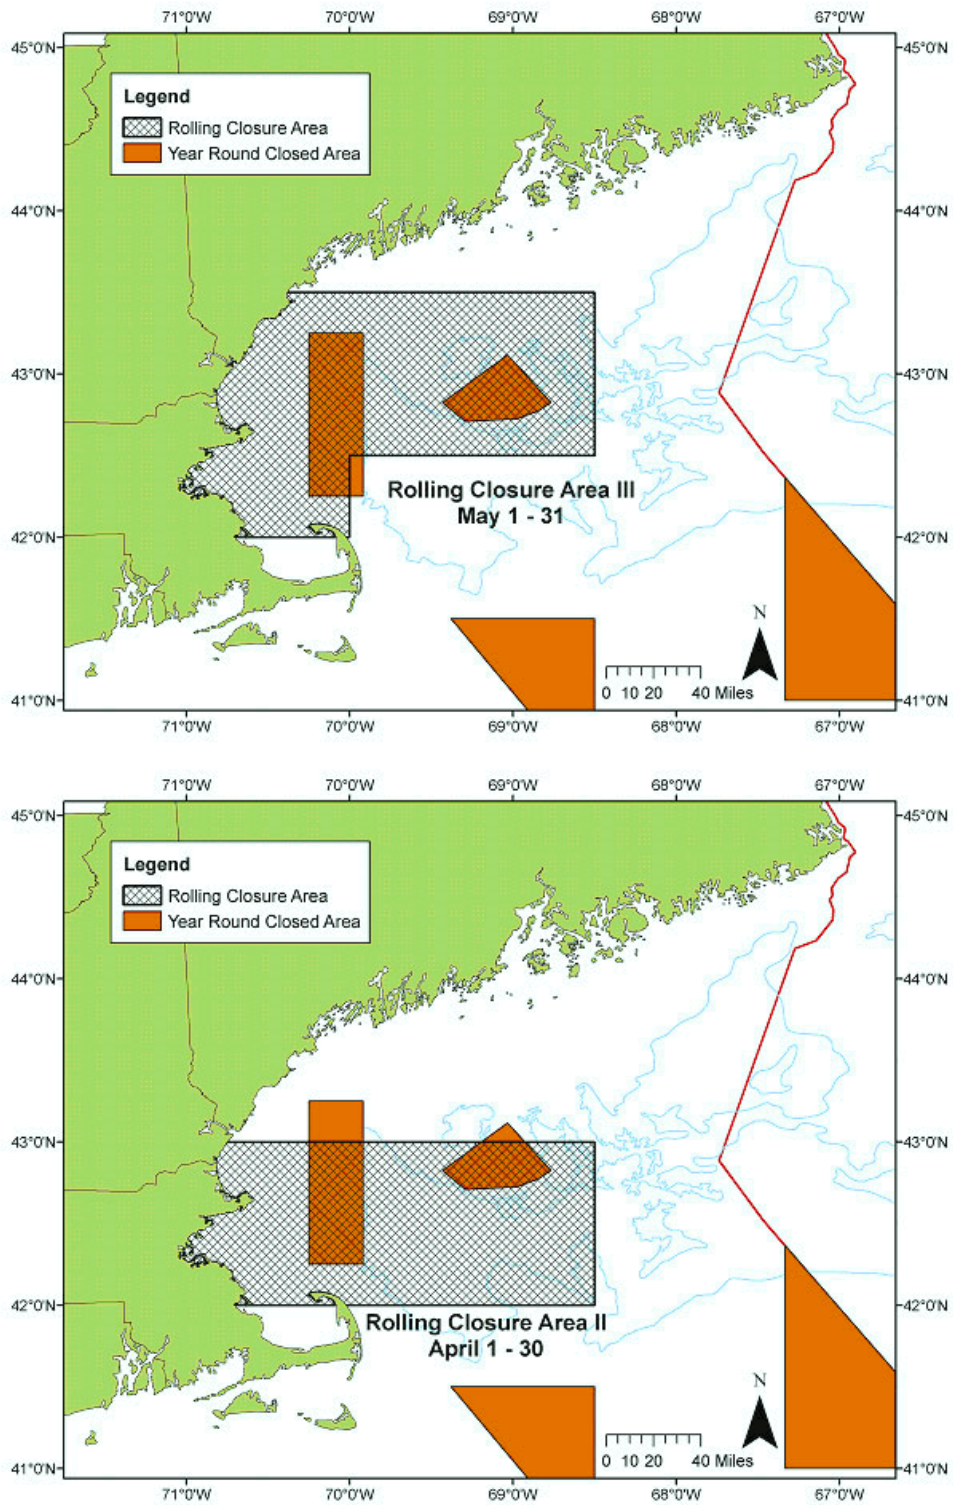 71°0'W 70°0'W 69°0'W 68°0'W 67°0'W
45°0'N 45°0'N
Legend
Rolling Closure Area
Year Round Closed Area
44°0'N 44°0'N
43°0'N 43°0'N
Rolling Closure Area III
May 1 - 31
42°0'N 42°0'N
N
0 10 20 40 Miles
41°0'N 41°0'N
71°0'W 70°0'W 69°0'W 68°0'W 67°0'W
71°0'W 70°0'W 69°0'W 68°0'W 67°0'W
45°0'N 45°0'N
Legend
Rolling Closure Area
Year Round Closed Area
44°0'N 44°0'N
43°0'N 43°0'N
42°0'N 42°0'N
Rolling Closure Area II
April 1 - 30
N
0 10 20 40 Miles
41°0'N 41°0'N
71°0'W 70°0'W 69°0'W 68°0'W 67°0'W